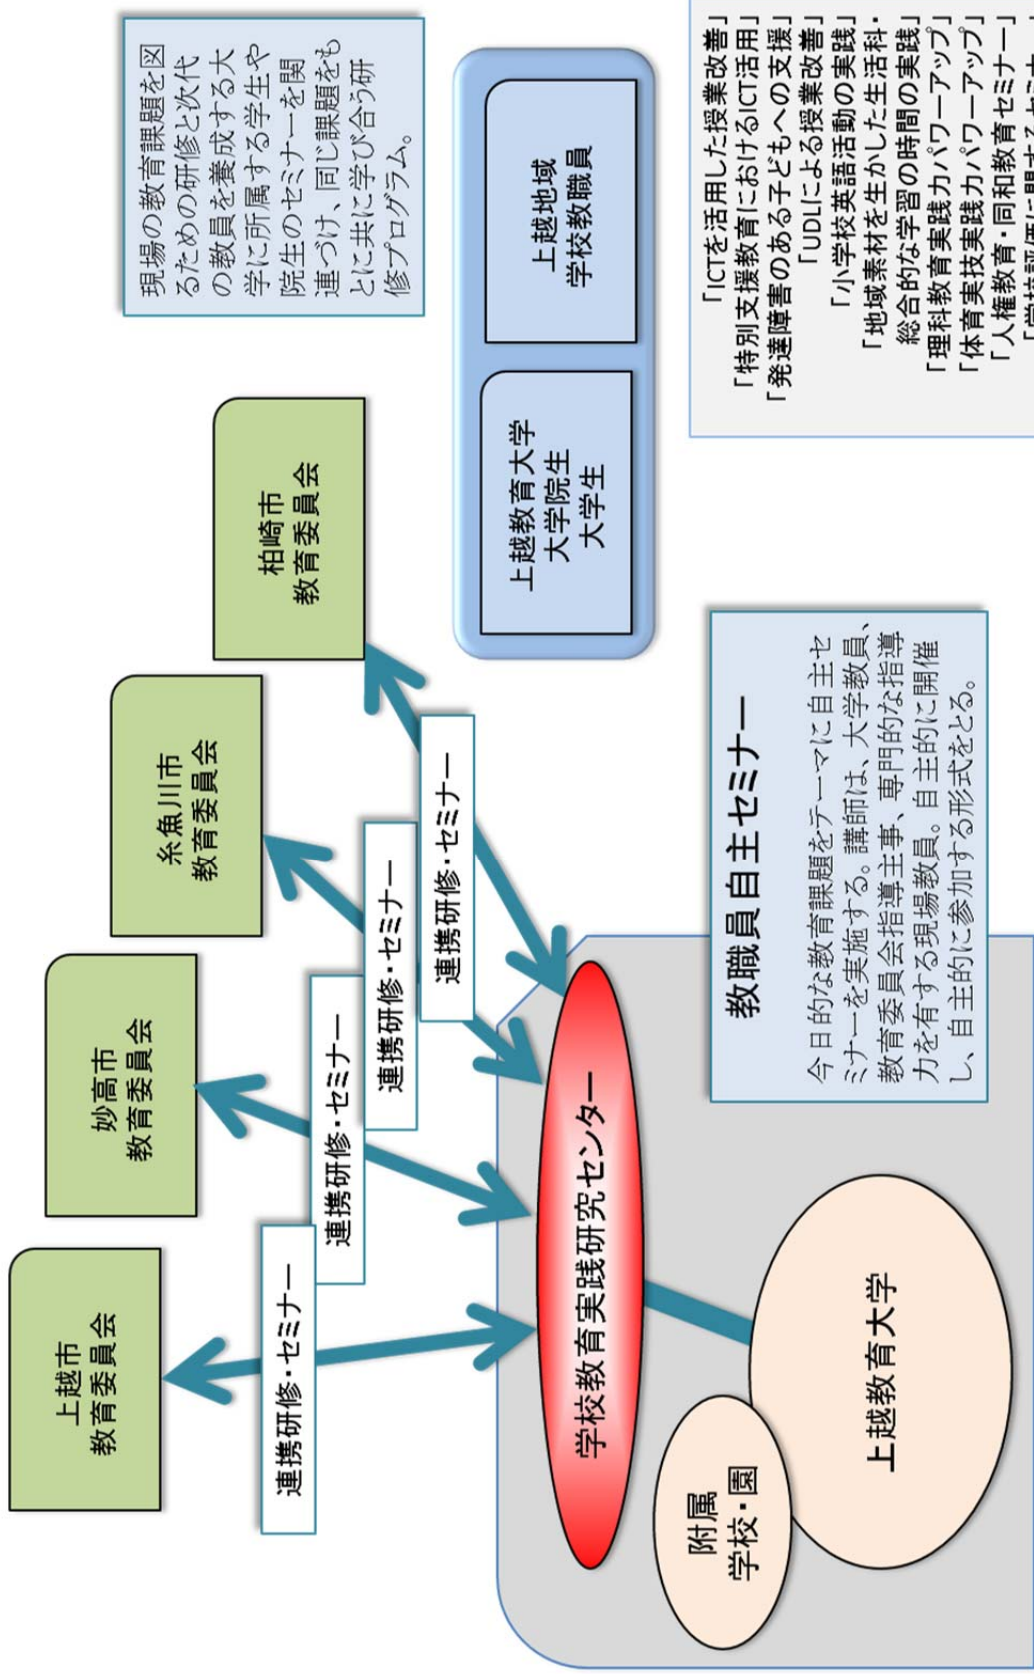 上越市
教育委員会
妙高市
教育委員会
糸魚川市
教育委員会
柏崎市
教育委員会
現場の教育課題を図
るための研修と次代
の教員を養成する大
学に所属する学生や
院生のセミナーを関
連づけ、同じ課題をも
とに共に学び合う研
修プログラム。
連携研修・セミナー
連携研修・セミナー
連携研修・セミナー
連携研修・セミナー
上越教育大学
大学院生
大学生
上越地域
学校教職員
学校教育実践研究センター
附属
学校・園
上越教育大学
教職員自主セミナー
今日的な教育課題をテーマに自主セ
ミナーを実施する。講師は、大学教員、
教育委員会指導主事、専門的な指導
力を有する現場教員。自主的に開催
し、自主的に参加する形式をとる。
「ICTを活用した授業改善」
「特別支援教育におけるICT活用」
「発達障害のある子どもへの支援」
「UDLによる授業改善」
「小学校英語活動の実践」
「地域素材を生かした生活科・
総合的な学習の時間の実践」
「理科教育実践力パワーアップ」
「体育実技実践力パワーアップ」
「人権教育・同和教育セミナー」